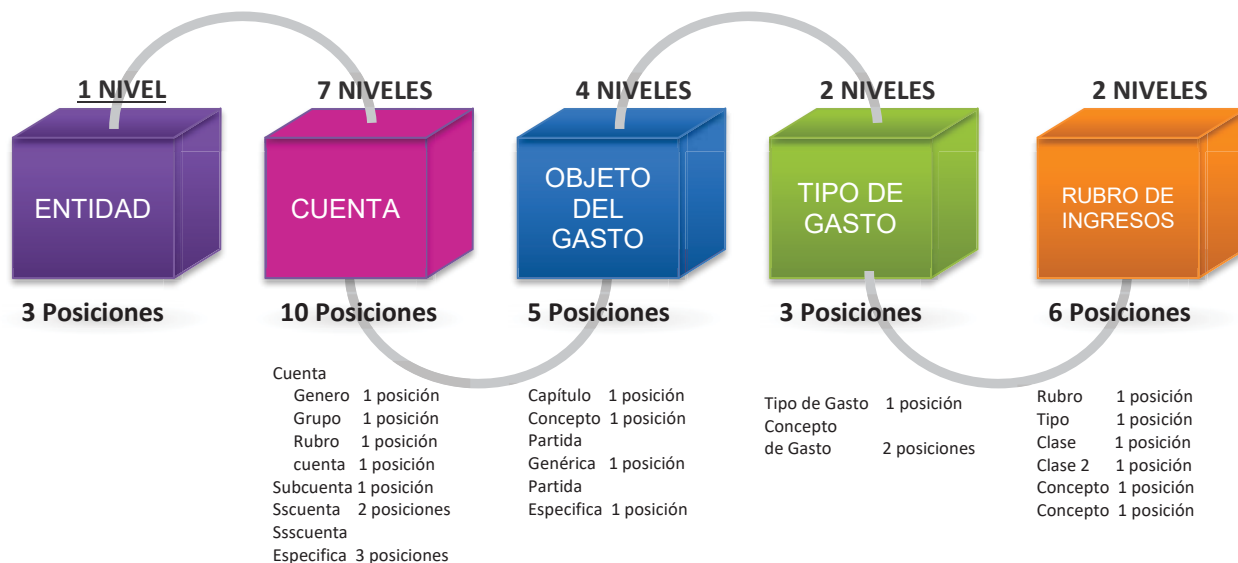 1 NIVEL
7 NIVELES
4 NIVELES
2 NIVELES
2 NIVELES
ENTIDAD
CUENTA
OBJETO
DEL
GASTO
TIPO DE
GASTO
RUBRO DE
INGRESOS
3 Posiciones
10 Posiciones
5 Posiciones
3 Posiciones
6 Posiciones
Cuenta
Genero 1 posición
Grupo 1 posición
Rubro 1 posición
cuenta 1 posición
Subcuenta 1 posición
Sscuenta 2 posiciones
Ssscuenta
Especifica 3 posiciones
Capítulo 1 posición
Concepto 1 posición
Partida
Genérica 1 posición
Partida
Especifica 1 posición
Tipo de Gasto 1 posición
Concepto
de Gasto 2 posiciones
Rubro 1 posición
Tipo 1 posición
Clase 1 posición
Clase 2 1 posición
Concepto 1 posición
Concepto 1 posición